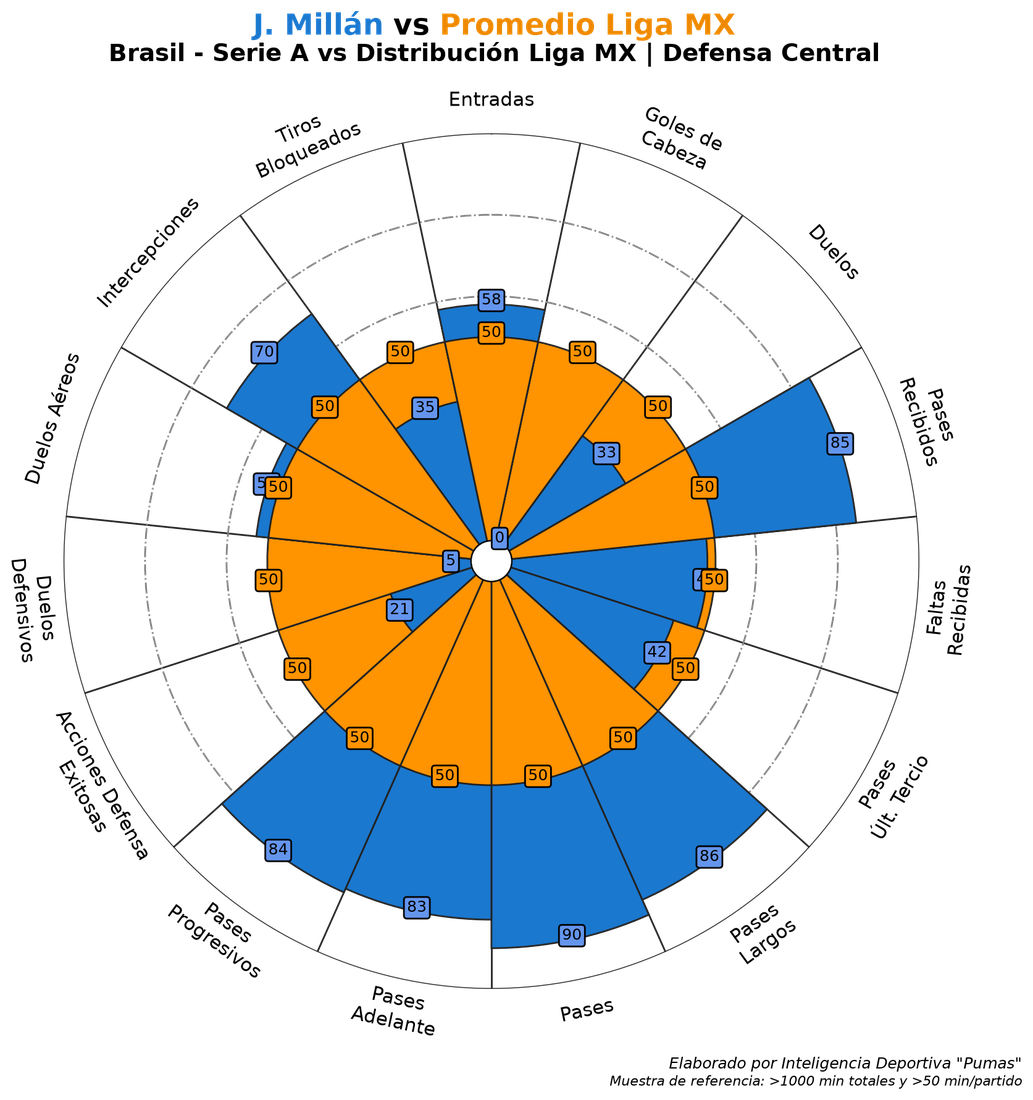 J. Millán vs Promedio Liga MX
Brasil - Serie A vs Distribución Liga MX | Defensa Central
Entradas
Goles de
Cabeza
Duelos
Pases
Recibidos
Faltas
Recibidas
Pases
Últ. Tercio
Pases
Largos
Pases
Pases
Adelante
Pases
Progresivos
Acciones Defensa
Exitosas
Duelos
Defensivos
Duelos Aéreos
Intercepciones
Tiros
Bloqueados
58
50
0
50
33
50
85
50
50
42
50
86
50
90
50
83
50
84
50
21
50
5
50
50
70
50
35
50
Elaborado por Inteligencia Deportiva "Pumas"
Muestra de referencia: >1000 min totales y >50 min/partido